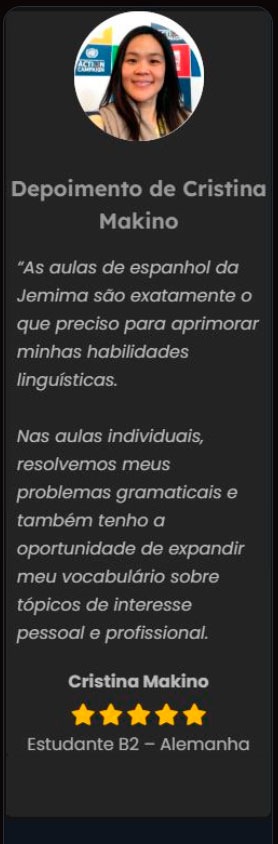 ACTION
CAMPAIGN
Depoimento de Cristina
Makino
“As aulas de espanhol da
Jemima são exatamente o
que preciso para aprimorar
minhas habilidades
linguísticas.
Nas aulas individuais,
resolvemos meus
problemas gramaticais e
também tenho a
oportunidade de expandir
meu vocabulário sobre
tópicos de interesse
pessoal e profissional.
Cristina Makino
Estudante B2 – Alemanha